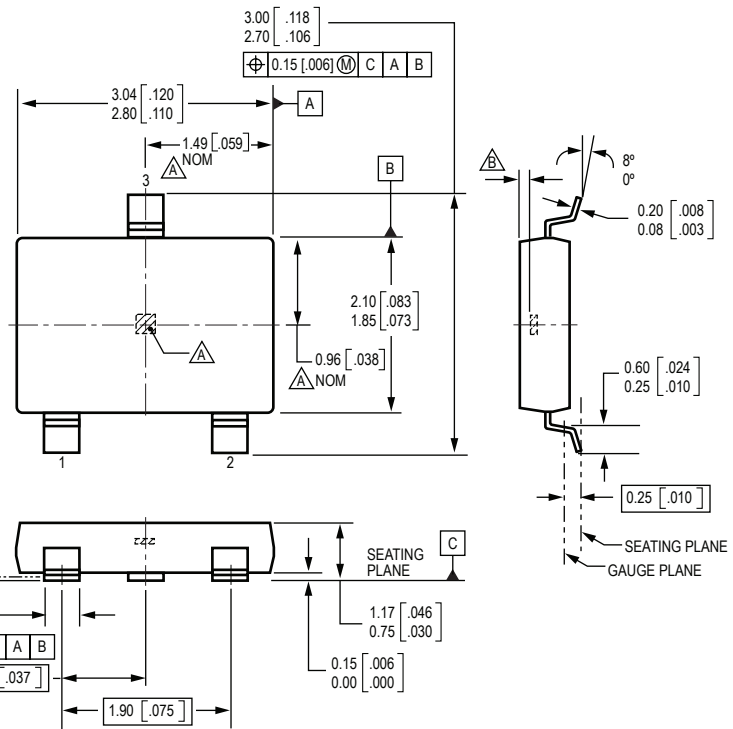 3.00 [ .118
2.70 .106 ]
⌖ 0.15 [.006] Ⓜ C A B
3.04 [ .120
2.80 .110 ]
A
1.49 [.059]
NOM
A
3
B
B
8º
0º
0.20 [ .008
0.08 .003 ]
2.10 [ .083
1.85 .073 ]
A
0.96 [.038]
A NOM
0.60 [ .024
0.25 .010 ]
1
2
0.25 [.010]
SEATING PLANE
GAUGE PLANE
SEATING
PLANE
C
1.17 [ .046
0.75 .030 ]
A B
.037 ]
0.15 [ .006
0.00 .000 ]
1.90 [.075]